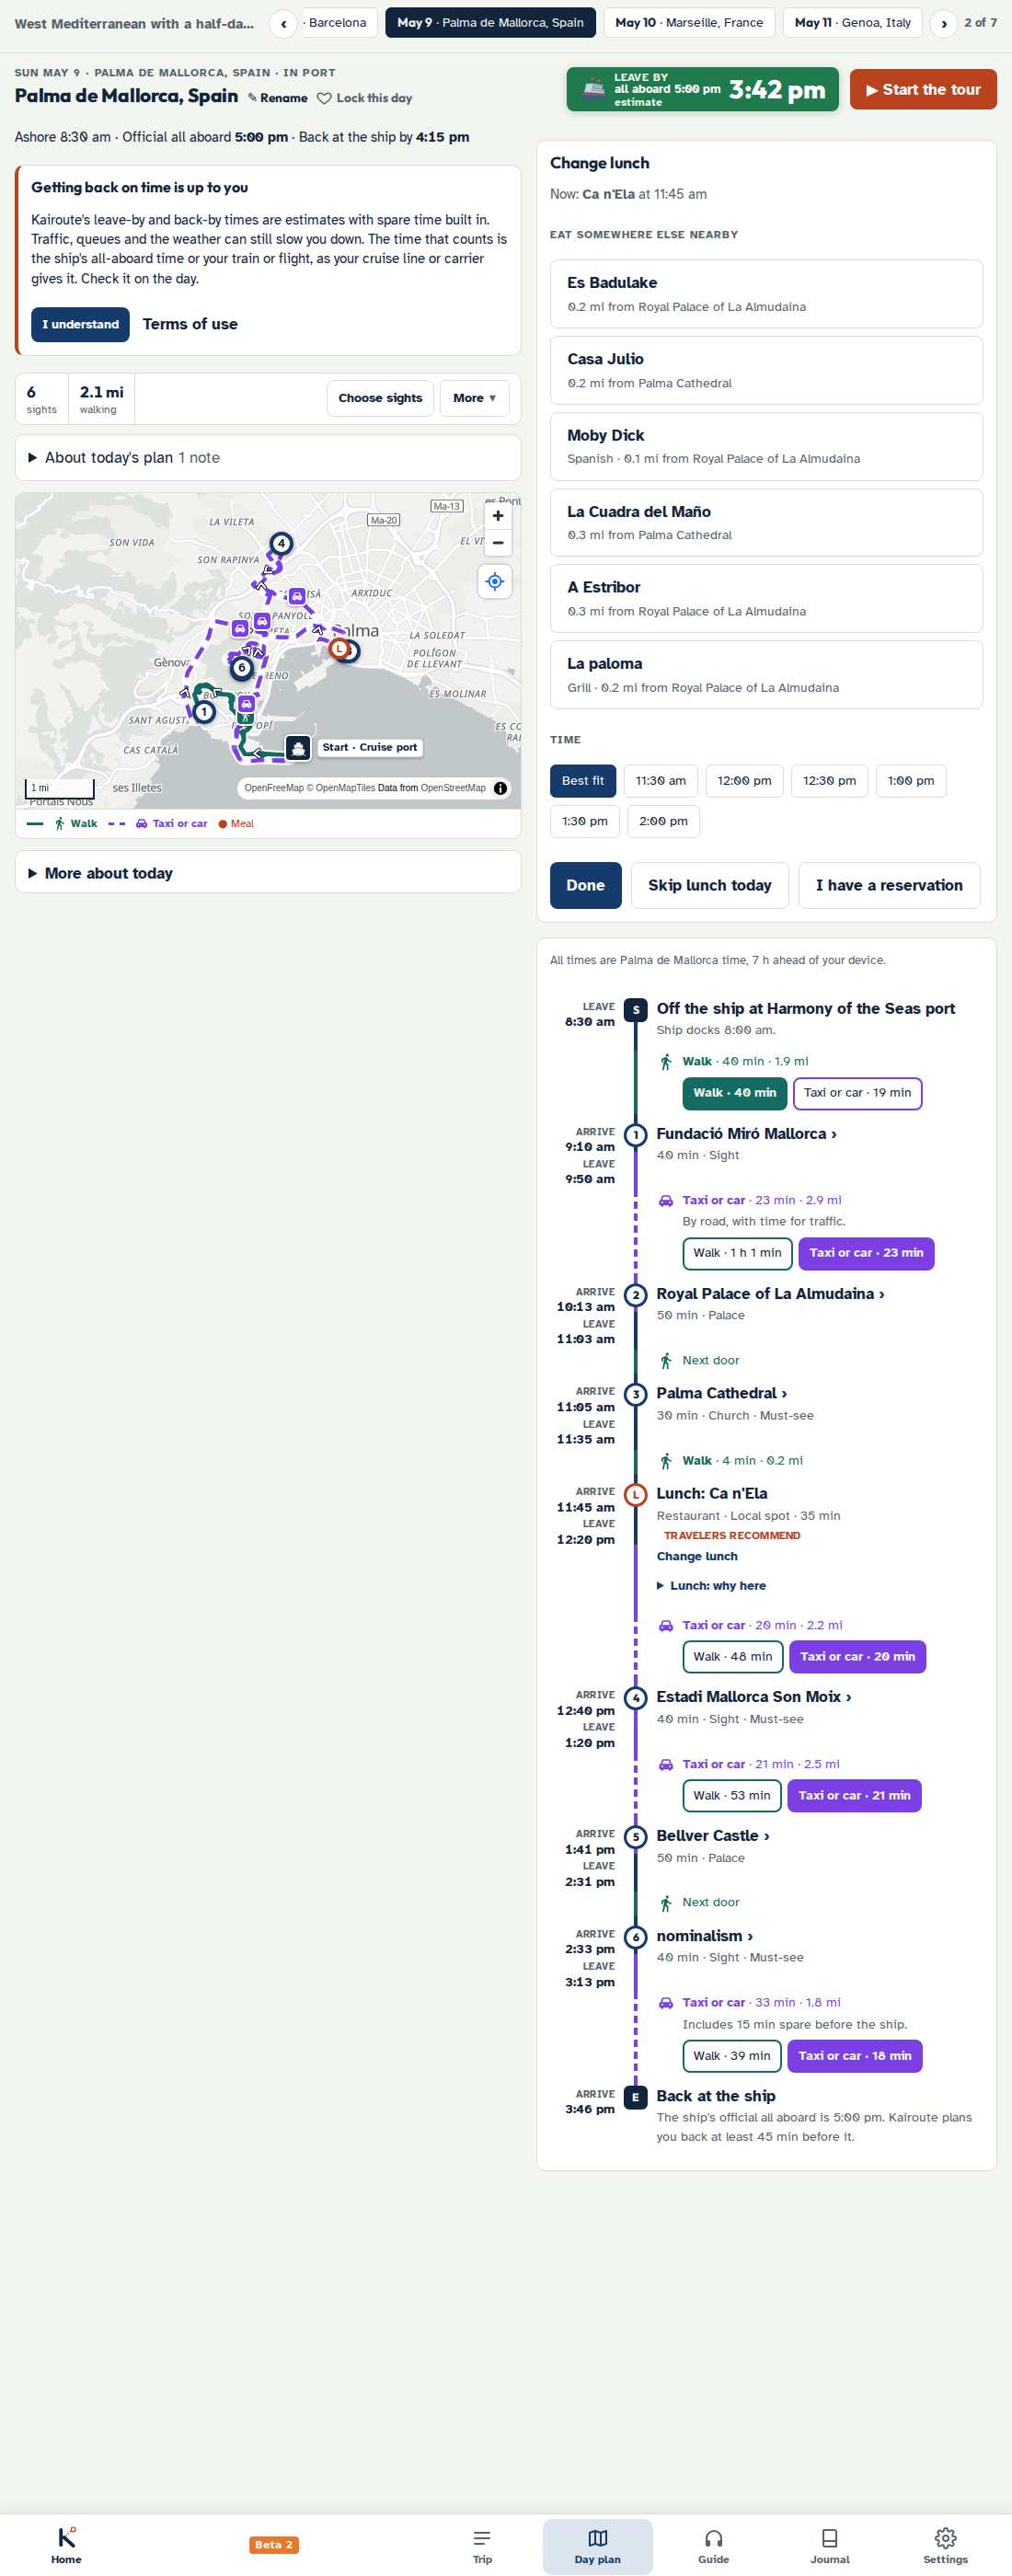 West Mediterranean with a half-da...
‹
· Barcelona
May 9 · Palma de Mallorca, Spain
May 10 · Marseille, France
May 11 · Genoa, Italy
›
2 of 7
SUN MAY 9 · PALMA DE MALLORCA, SPAIN · IN PORT
Palma de Mallorca, Spain
✎ Rename
Lock this day
LEAVE BY
all aboard 5:00 pm
estimate
3:42 pm
▶ Start the tour
Ashore 8:30 am · Official all aboard 5:00 pm · Back at the ship by 4:15 pm
Getting back on time is up to you
Kairoute's leave-by and back-by times are estimates with spare time built in.
Traffic, queues and the weather can still slow you down. The time that counts is
the ship's all-aboard time or your train or flight, as your cruise line or carrier
gives it. Check it on the day.
I understand
Terms of use
6
sights
2.1 mi
walking
Choose sights
More ▼
▶ About today's plan 1 note
Ma-13
Ma-20
LA VILETA
SON VIDA
SON RAPINYA
4
ARXIDUC
Palma
LA SOLEDAT
POLÍGON
DE LLEVANT
L
Gènova
6
ES MOLINAR
1
SANT AGUST
CAS CATALÀ
Start · Cruise port
1 mi
ses Illetes
Portals Nous
OpenFreeMap © OpenMapTiles Data from OpenStreetMap
+
−
Walk
Taxi or car
Meal
▶ More about today
Change lunch
Now: Ca n'Ela at 11:45 am
EAT SOMEWHERE ELSE NEARBY
Es Badulake
0.2 mi from Royal Palace of La Almudaina
Casa Julio
0.2 mi from Palma Cathedral
Moby Dick
Spanish · 0.1 mi from Royal Palace of La Almudaina
La Cuadra del Maño
0.3 mi from Palma Cathedral
A Estribor
0.3 mi from Royal Palace of La Almudaina
La paloma
Grill · 0.2 mi from Royal Palace of La Almudaina
TIME
Best fit
11:30 am
12:00 pm
12:30 pm
1:00 pm
1:30 pm
2:00 pm
Done
Skip lunch today
I have a reservation
All times are Palma de Mallorca time, 7 h ahead of your device.
LEAVE
8:30 am
S
Off the ship at Harmony of the Seas port
Ship docks 8:00 am.
Walk · 40 min · 1.9 mi
Walk · 40 min
Taxi or car · 19 min
ARRIVE
9:10 am
LEAVE
9:50 am
1
Fundació Miró Mallorca ›
40 min · Sight
Taxi or car · 23 min · 2.9 mi
By road, with time for traffic.
Walk · 1 h 1 min
Taxi or car · 23 min
ARRIVE
10:13 am
LEAVE
11:03 am
2
Royal Palace of La Almudaina ›
50 min · Palace
Next door
ARRIVE
11:05 am
LEAVE
11:35 am
3
Palma Cathedral ›
30 min · Church · Must-see
Walk · 4 min · 0.2 mi
ARRIVE
11:45 am
LEAVE
12:20 pm
L
Lunch: Ca n'Ela
Restaurant · Local spot · 35 min
TRAVELERS RECOMMEND
Change lunch
▶ Lunch: why here
Taxi or car · 20 min · 2.2 mi
Walk · 48 min
Taxi or car · 20 min
ARRIVE
12:40 pm
LEAVE
1:20 pm
4
Estadi Mallorca Son Moix ›
40 min · Sight · Must-see
Taxi or car · 21 min · 2.5 mi
Walk · 53 min
Taxi or car · 21 min
ARRIVE
1:41 pm
LEAVE
2:31 pm
5
Bellver Castle ›
50 min · Palace
Next door
ARRIVE
2:33 pm
LEAVE
3:13 pm
6
nominalism ›
40 min · Sight · Must-see
Taxi or car · 33 min · 1.8 mi
Includes 15 min spare before the ship.
Walk · 39 min
Taxi or car · 18 min
ARRIVE
3:46 pm
E
Back at the ship
The ship's official all aboard is 5:00 pm. Kairoute plans
you back at least 45 min before it.
Home
Beta 2
Trip
Day plan
Guide
Journal
Settings